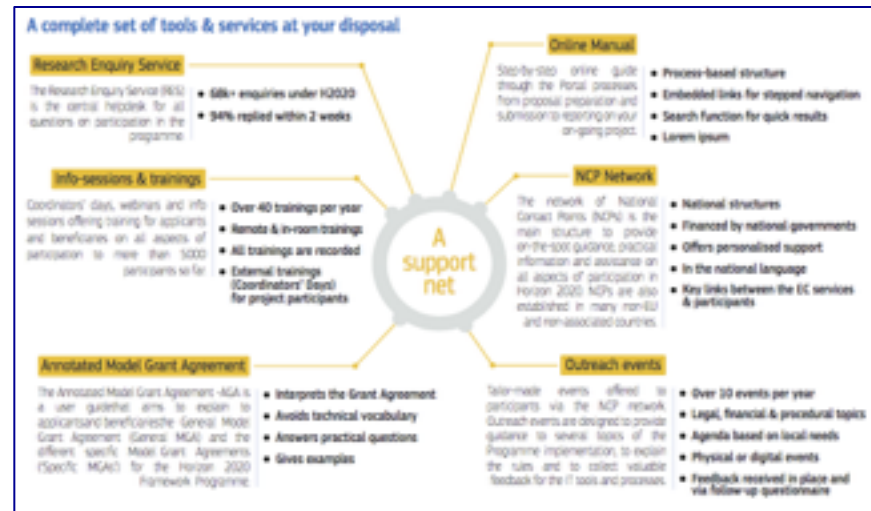 A complete set of tools & services at your disposal
Research Enquiry Service
The Research Enquiry Service (RES)
is the central helpdesk for all
questions on participation in the
programme
• 68k+ enquiries under H2020
• 94% replied within 2 weeks
Online Manual
Step-by-step online guide
through the Portal processes
from proposal preparation and
submission to reporting on your
on-going project.
• Process-based structure
• Embedded links for stepped navigation
• Search function for quick results
• Lorem ipsum
Info-sessions & trainings
Coordinators' days, webinars and info
sessions offering training for applicants
and beneficiaries on all aspects of
participation to more than 5000
participants so far
• Over 40 trainings per year
• Remote & in-room trainings
• All trainings are recorded
• External trainings
(Coordinators' Days)
for project participants
A
support
net
NCP Network
The network of National
Contact Points (NCPs) is the
main structure to provide
on-the-spot guidance, practical
information and assistance on
all aspects of participation in
Horizon 2020. NCPs are also
established in many non-EU
and non-associated countries.
• National structures
• Financed by national governments
• Offers personalised support
• In the national language
• Key links between the EC services
& participants
Annotated Model Grant Agreement
The Annotated Model Grant Agreement -AGA is
a user guidethat aims to explain to
applicantsand beneficiariesthe General Model
Grant Agreement (General MGA) and the
different specific Model Grant Agreements
('Specific MGAs') for the Horizon 2020
Framework Programme.
• Interprets the Grant Agreement
• Avoids technical vocabulary
• Answers practical questions
• Gives examples
Outreach events
Tailor-made events offered to
participants via the NCP network.
Outreach events are designed to provide
guidance to several topics of the
Programme implementation, to explain
the rules and to collect valuable
feedback for the IT tools and processes.
• Over 10 events per year
• Legal, financial & procedural topics
• Agenda based on local needs
• Physical or digital events
• Feedback received in place and
via follow-up questionnaire